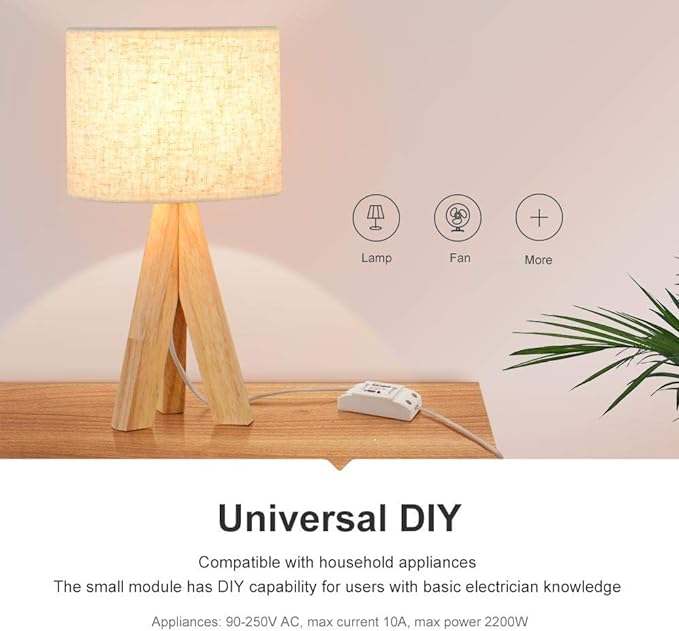 Lamp
Fan
More
Universal DIY
Compatible with household appliances
The small module has DIY capability for users with basic electrician knowledge
Appliances: 90-250V AC, max current 10A, max power 2200W